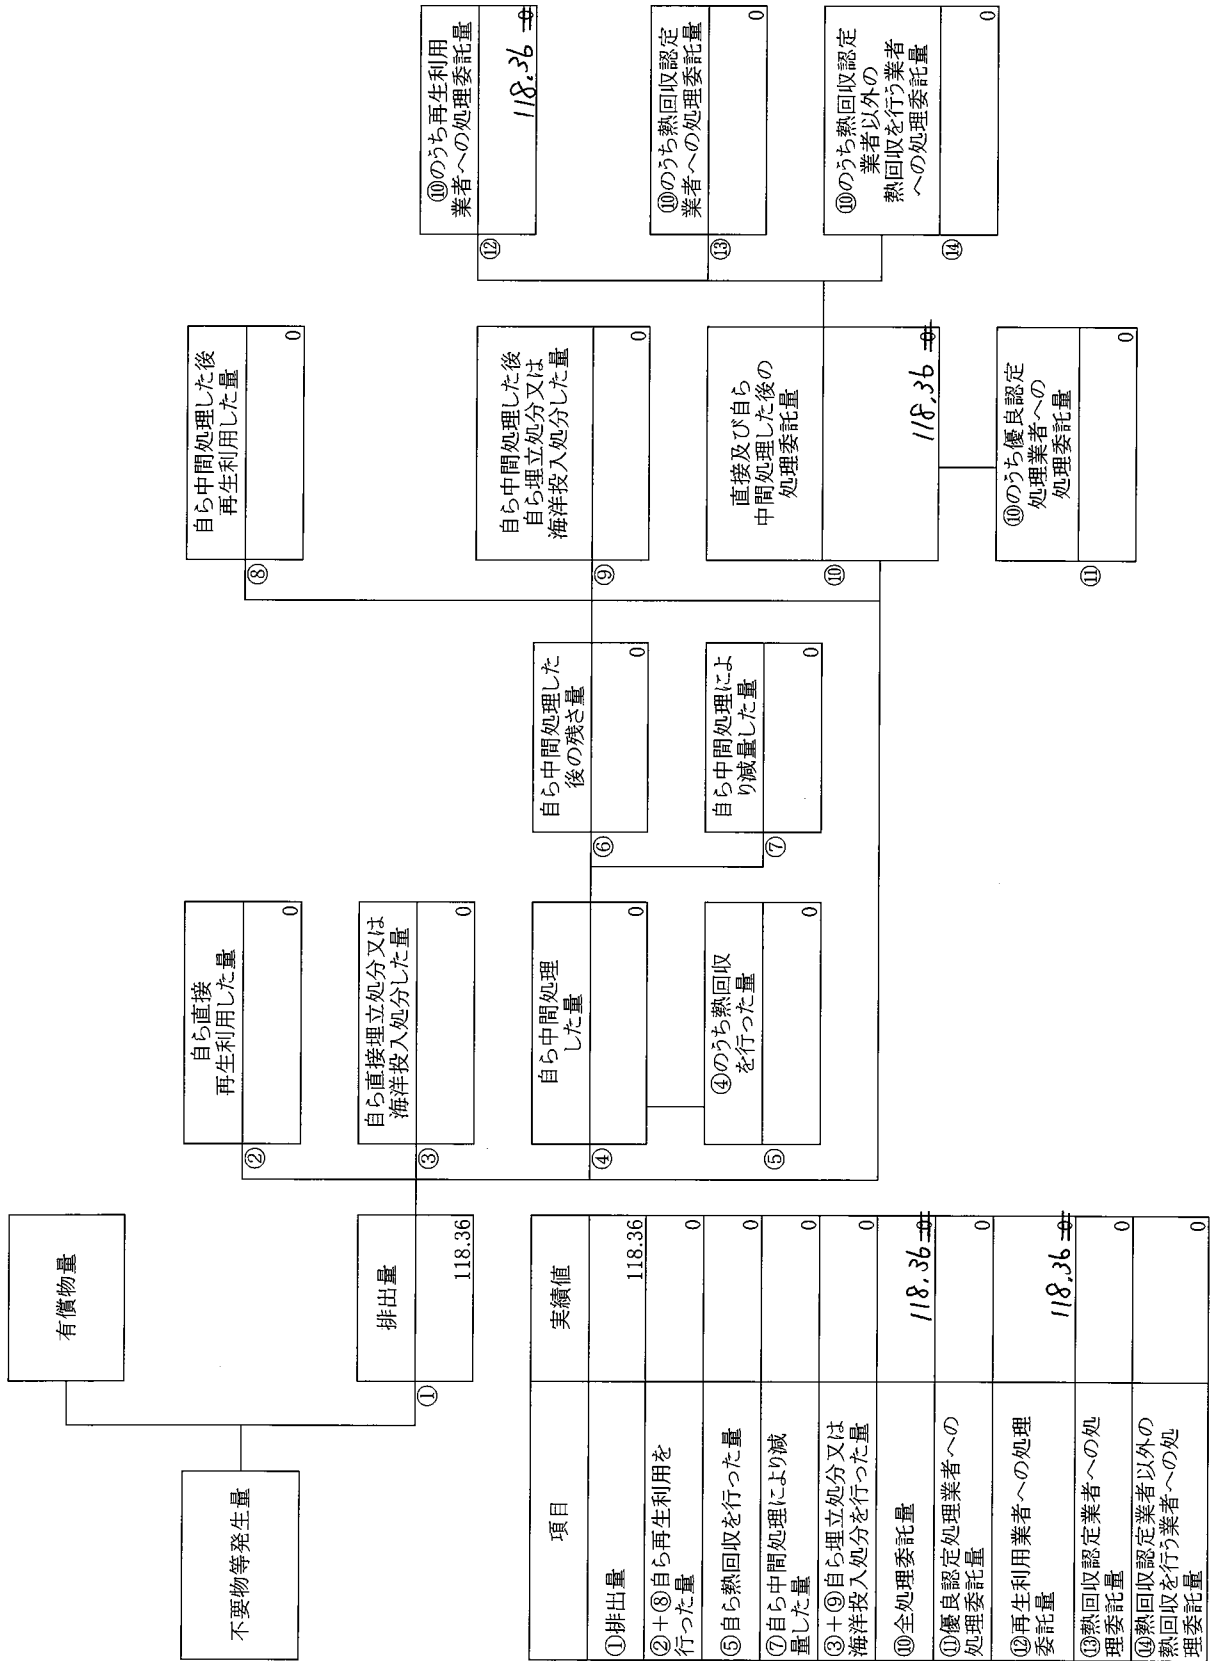 有償物量
不要物等発生量
排出量
①
118.36
自ら直接
再生利用した量
②
0
自ら直接埋立処分又は
海洋投入処分した量
③
0
自ら中間処理
した量
④
0
④のうち熱回収
を行った量
⑤
0
自ら中間処理した
後の残さ量
⑥
0
自ら中間処理によ
り減量した量
⑦
0
自ら中間処理した後
再生利用した量
⑧
0
自ら中間処理した後
自ら埋立処分又は
海洋投入処分した量
⑨
0
直接及び自ら
中間処理した後の
処理委託量
⑩
118.36 0
⑩のうち優良認定
処理業者への
処理委託量
⑪
0
⑩のうち再生利用
業者への処理委託量
⑫
118.36 0
⑩のうち熱回収認定
業者への処理委託量
⑬
0
⑩のうち熱回収認定
業者以外の
熱回収を行う業者
への処理委託量
⑭
0
項目 実績値
①排出量 118.36
②+⑧自ら再生利用を
行った量 0
⑤自ら熱回収を行った量 0
⑦自ら中間処理により減
量した量 0
③+⑨自ら埋立処分又は
海洋投入処分を行った量 0
⑩全処理委託量 118.36 0
⑪優良認定処理業者への
処理委託量 0
⑫再生利用業者への処理
委託量 118.36 0
⑬熱回収認定業者への処
理委託量 0
⑭熱回収認定業者以外の
熱回収を行う業者への処
理委託量 0